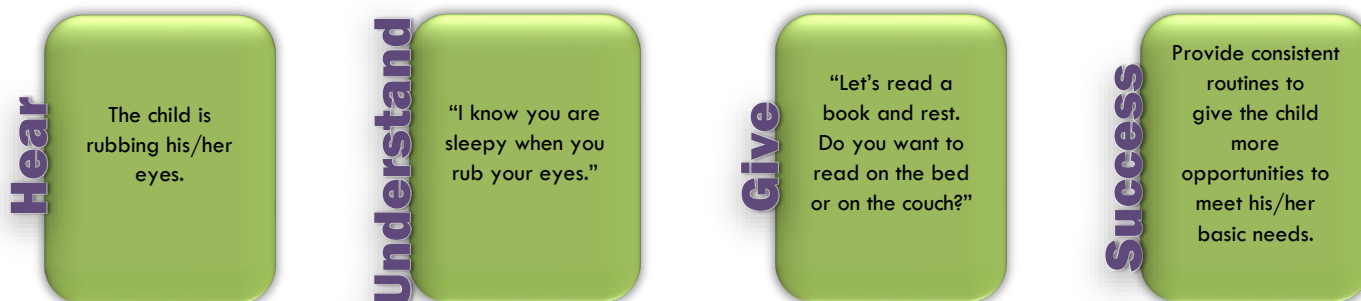 Hear
The child is
rubbing his/her
eyes.
Understand
“I know you are
sleepy when you
rub your eyes.”
Give
“Let’s read a
book and rest.
Do you want to
read on the bed
or on the couch?”
Success
Provide consistent
routines to
give the child
more
opportunities to
meet his/her
basic needs.